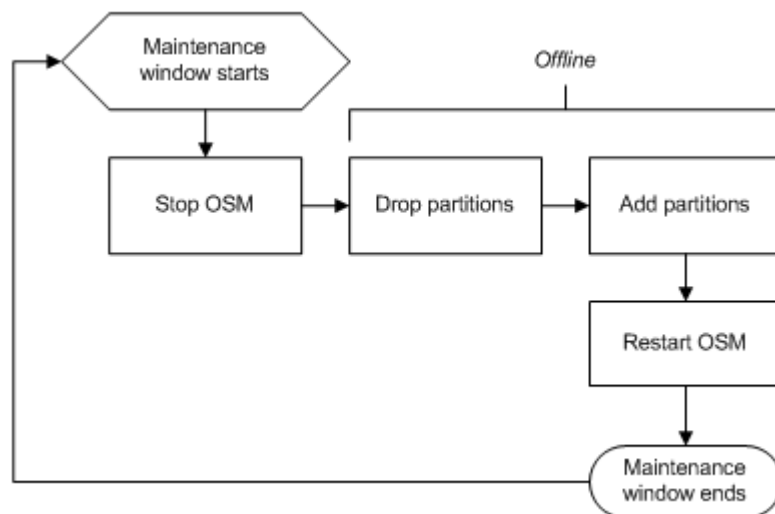 Maintenance
window starts
Offline
Stop OSM
Drop partitions
Add partitions
Restart OSM
Maintenance
window ends